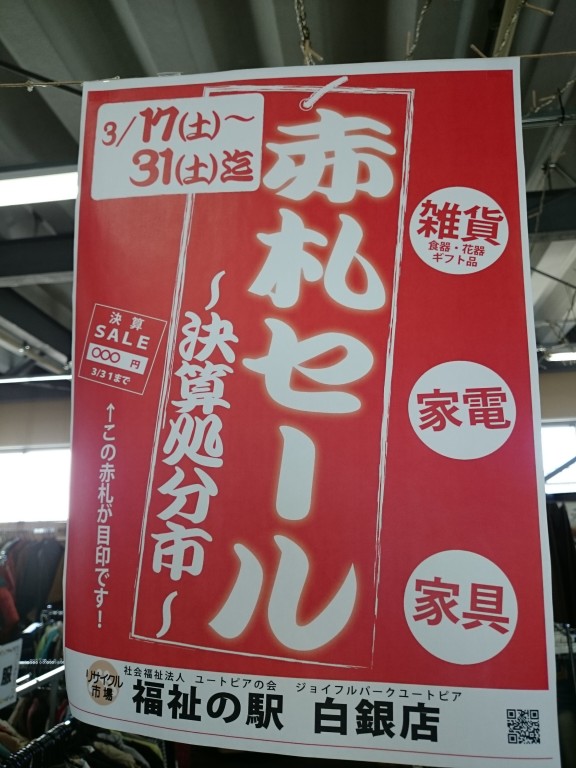 3/17(土)〜
31(土)迄
赤札セール
〜決算処分市〜
雑貨
食器・花器
ギフト品
家電
家具
決算
SALE
○○○ 円
3/31まで
↑この赤札が目印です!
リサイクル
市場
社会福祉法人 ユートピアの会 ジョイフルパークユートピア
福祉の駅 白銀店
服